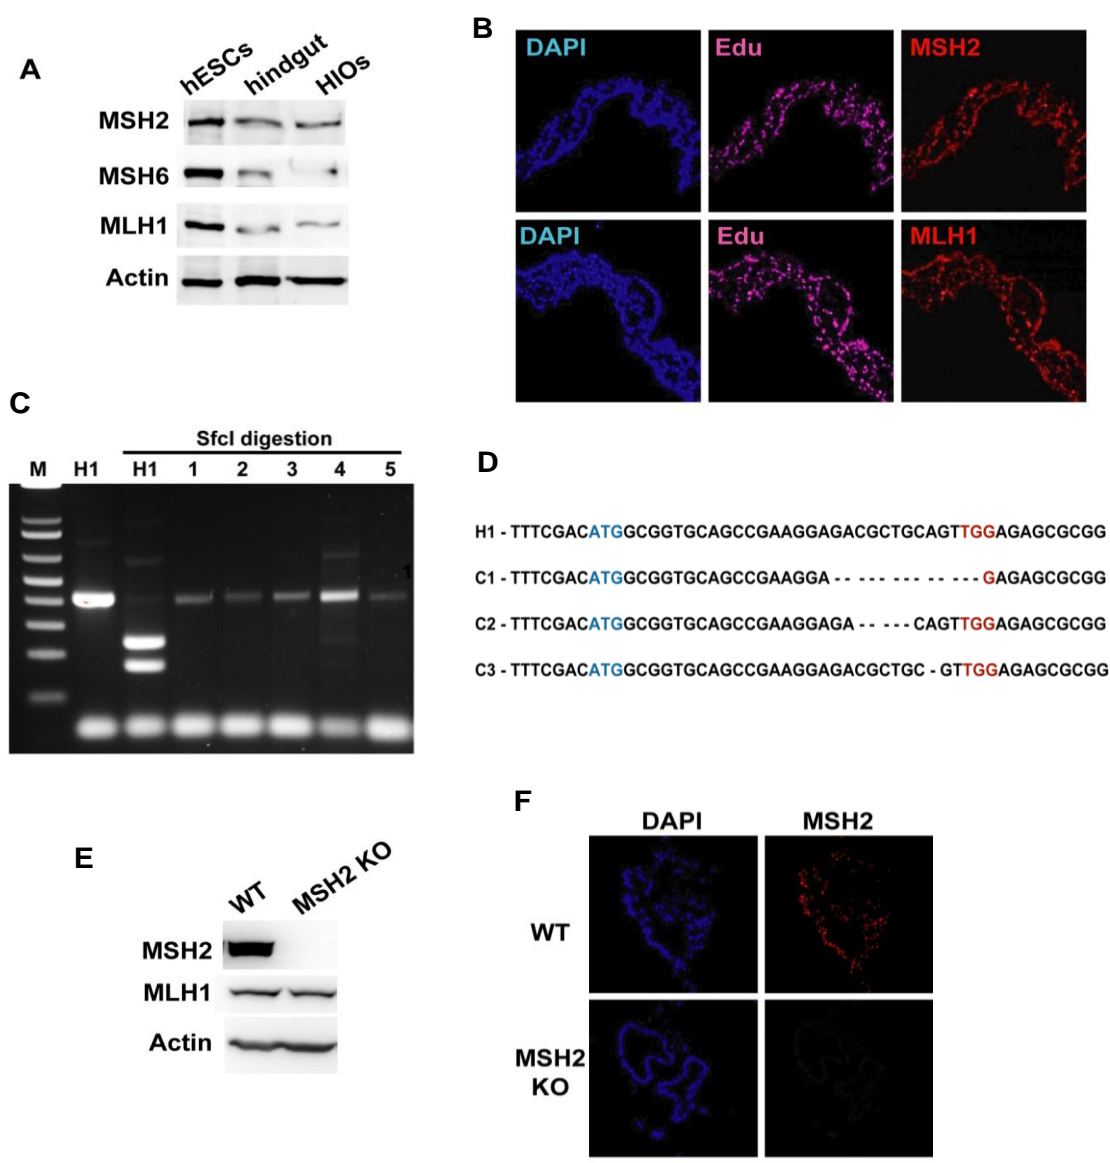 A
hESCs hindgut HIOs
MSH2
MSH6
MLH1
Actin
B
DAPI Edu MSH2
DAPI Edu MLH1
C
SfcI digestion
M H1 H1 1 2 3 4 5
1
D
H1 - TTTCGACATGGCGGTGCAGCCGAAGGAGACGCTGCAGTTGGAGAGCGCGG
C1 - TTTCGACATGGCGGTGCAGCCGAAGGA - - - - - - - - - - - - - GAGAGCGCGG
C2 - TTTCGACATGGCGGTGCAGCCGAAGGAGA - - - - - - CAGTTGGAGAGCGCGG
C3 - TTTCGACATGGCGGTGCAGCCGAAGGAGACGCTGC - GTTGGAGAGCGCGG
E
WT MSH2 KO
MSH2
MLH1
Actin
F
DAPI MSH2
WT
MSH2
KO